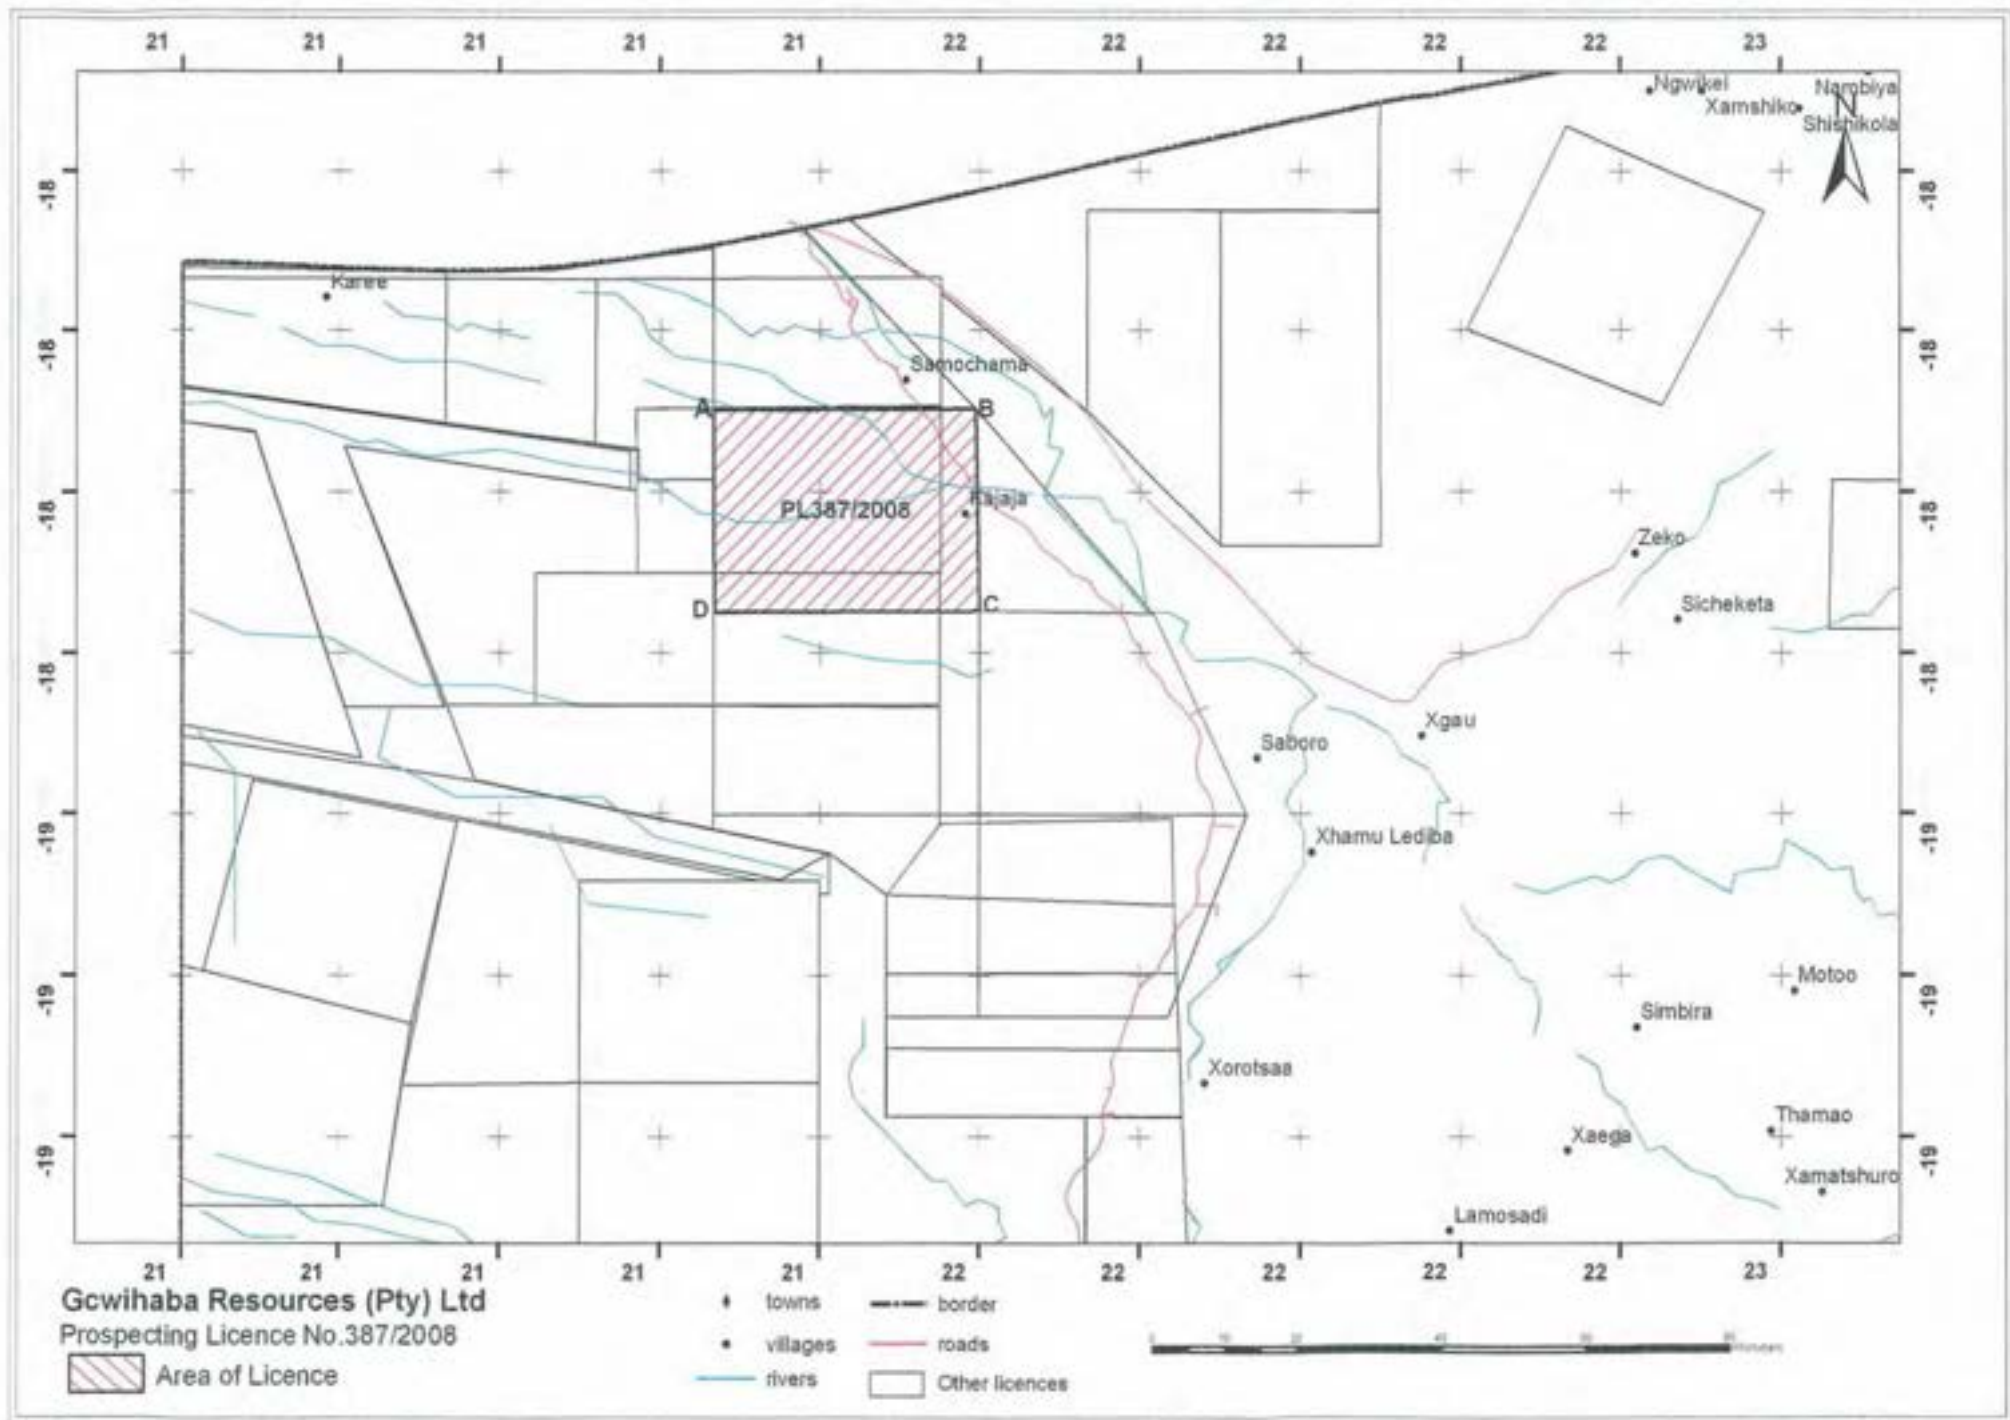 21 21 21 21 21 22 22 22 22 22 23
Ngwikei
Nambiya
Xamshiko
N
Shishikola
-18 -18
Karee
-18 -18
Samochama
A B
-18 -18
Kajaja
PL387/2008
Zeko
D C
Sicheketa
-18 -18
Xgau
Saboro
-19 -19
Xhamu Lediba
-19 -19
Motoo
Simbira
Xorotsaa
Thamao
Xaega
-19 -19
Xamatshuro
Lamosadi
21 21 21 21 21 22 22 22 22 22 23
Gcwihaba Resources (Pty) Ltd
Prospecting Licence No.387/2008
Area of Licence
towns
villages
rivers
border
roads
Other licences